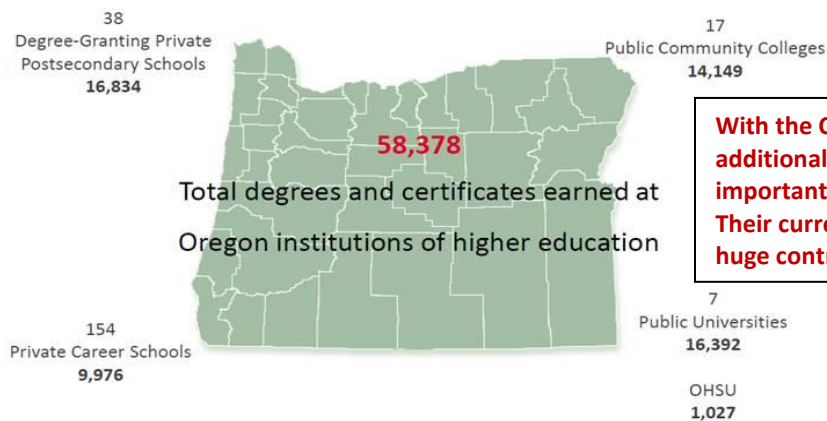 38
Degree-Granting Private
Postsecondary Schools
16,834
17
Public Community Colleges
14,149
58,378
Total degrees and certificates earned at
Oregon institutions of higher education
With the
additional
important
Their
huge
154
Private Career Schools
9,976
7
Public Universities
16,392
OHSU
1,027